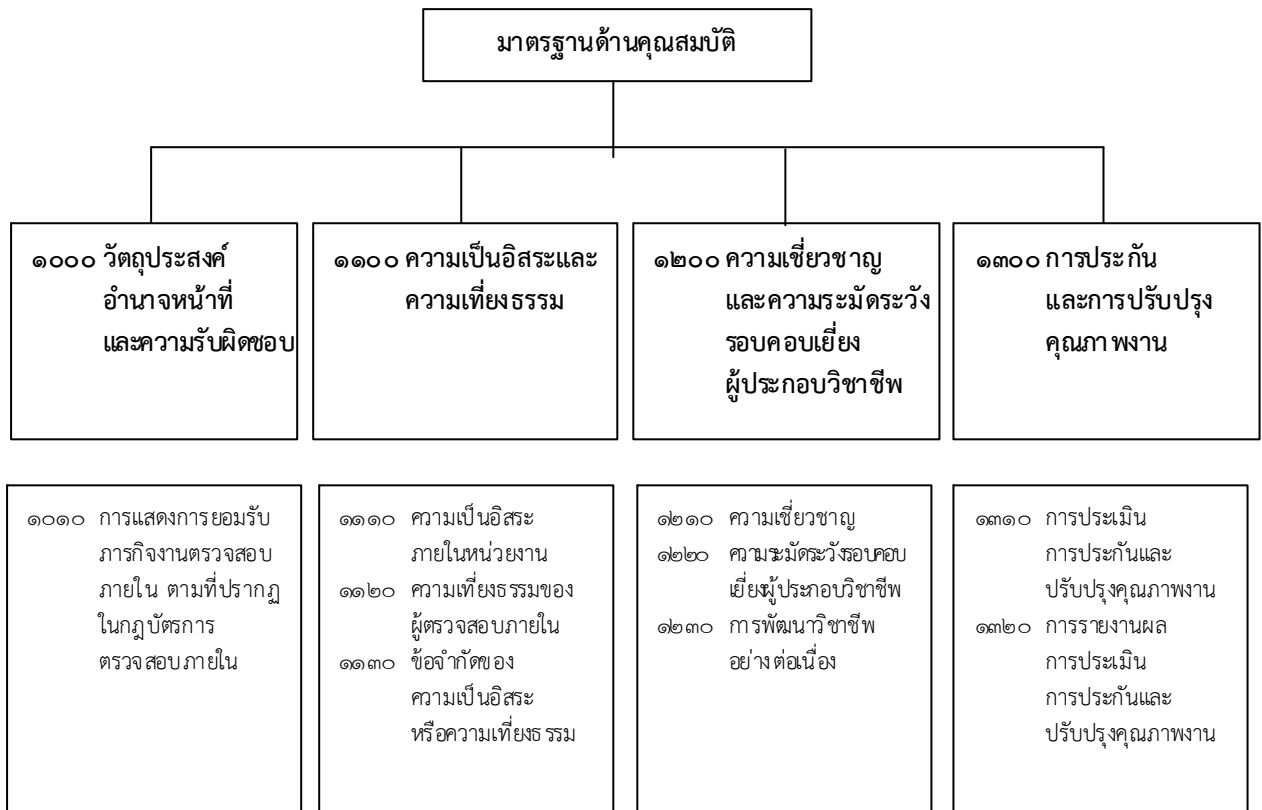 มาตรฐานด้านคุณสมบัติ
๑๐๐๐ วัตถุประสงค์
อำนาจหน้าที่
และความรับผิดชอบ
๑๑๐๐ ความเป็นอิสระและ
ความเที่ยงธรรม
๑๒๐๐ ความเชี่ยวชาญ
และความระมัดระวัง
รอบคอบเยี่ยง
ผู้ประกอบวิชาชีพ
๑๓๐๐ การประกัน
และการปรับปรุง
คุณภาพงาน
๑๐๑๐ การแสดงการยอมรับ
ภารกิจงานตรวจสอบ
ภายใน ตามที่ปรากฏ
ในกฎบัตรการ
ตรวจสอบภายใน
๑๑๑๐ ความเป็นอิสระ
ภายในหน่วยงาน
๑๑๒๐ ความเที่ยงธรรมของ
ผู้ตรวจสอบภายใน
๑๑๓๐ ข้อจำกัดของ
ความเป็นอิสระ
หรือความเที่ยงธรรม
๑๒๑๐ ความเชี่ยวชาญ
๑๒๒๐ ความระมัดระวังรอบคอบ
เยี่ยงผู้ประกอบวิชาชีพ
๑๒๓๐ การพัฒนาวิชาชีพ
อย่างต่อเนื่อง
๑๓๑๐ การประเมิน
การประกันและ
ปรับปรุงคุณภาพงาน
๑๓๒๐ การรายงานผล
การประเมิน
การประกันและ
ปรับปรุงคุณภาพงาน